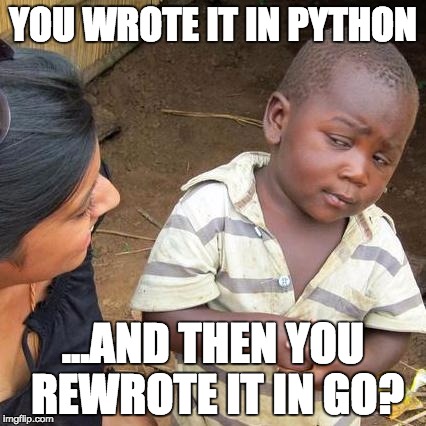 YOU WROTE IT IN PYTHON
...AND THEN YOU
REWROTE IT IN GO?
imgflip.com